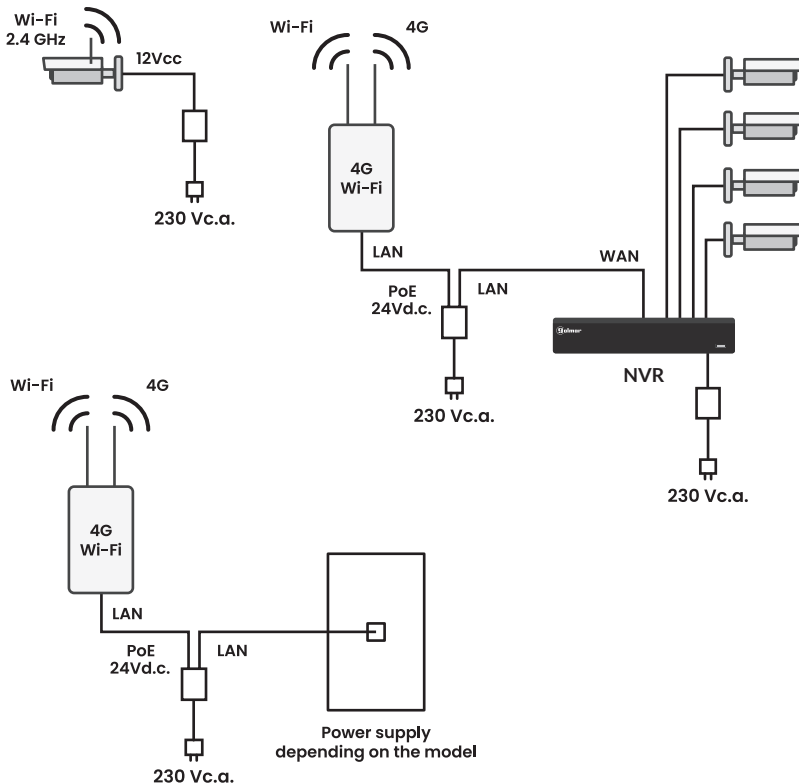 Wi-Fi
2.4 GHz
12Vcc
230 Vc.a.
Wi-Fi
4G
4G
Wi-Fi
LAN
PoE
24Vd.c.
LAN
WAN
230 Vc.a.
golmar
NVR
230 Vc.a.
Wi-Fi
4G
4G
Wi-Fi
LAN
PoE
24Vd.c.
LAN
230 Vc.a.
Power supply
depending on the model